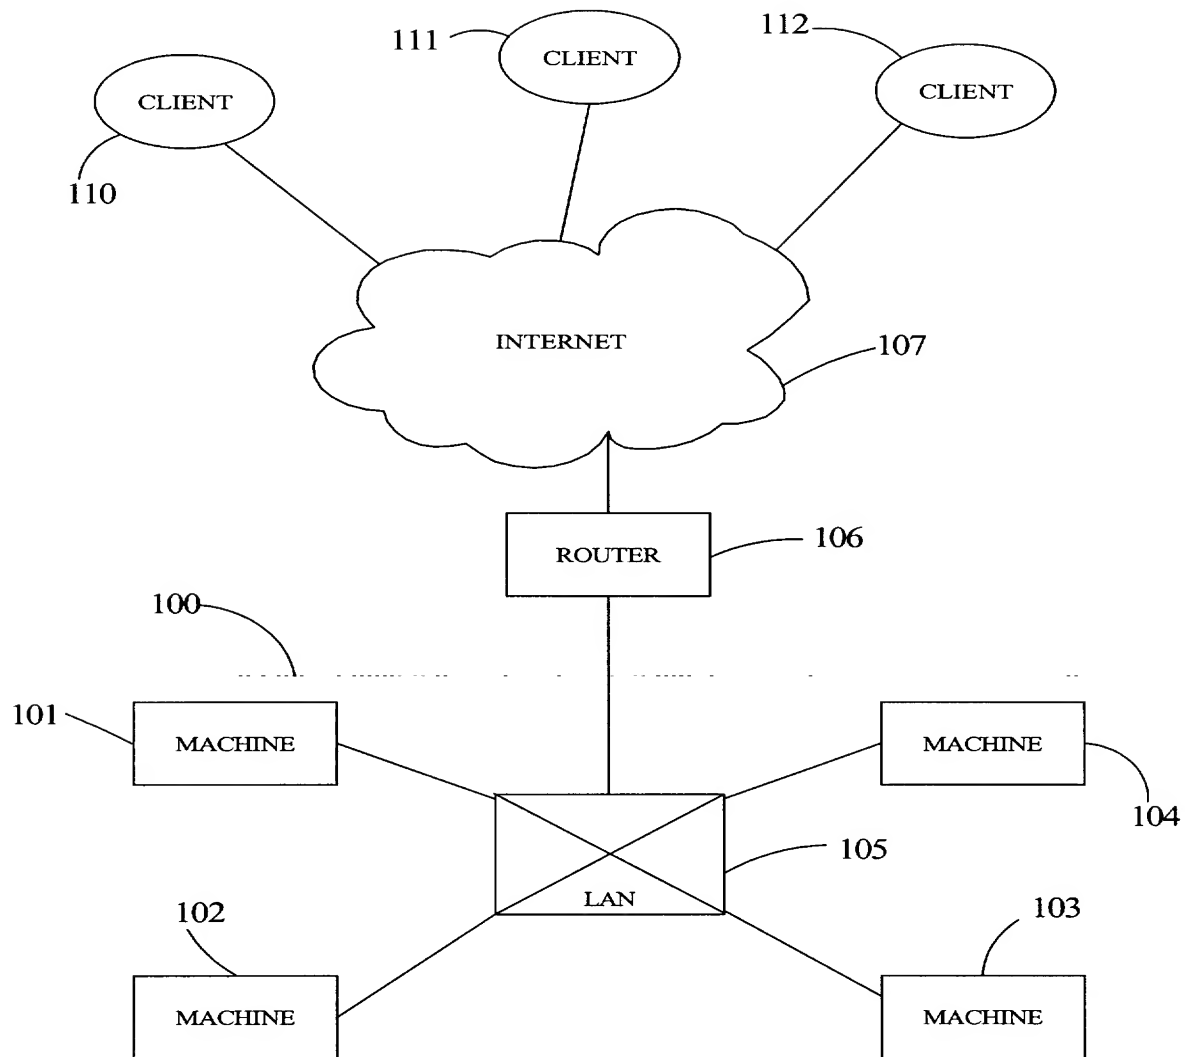 111
CLIENT
112
CLIENT
CLIENT
110
INTERNET
107
ROUTER
106
100
101
MACHINE
MACHINE
104
105
LAN
102
103
MACHINE
MACHINE